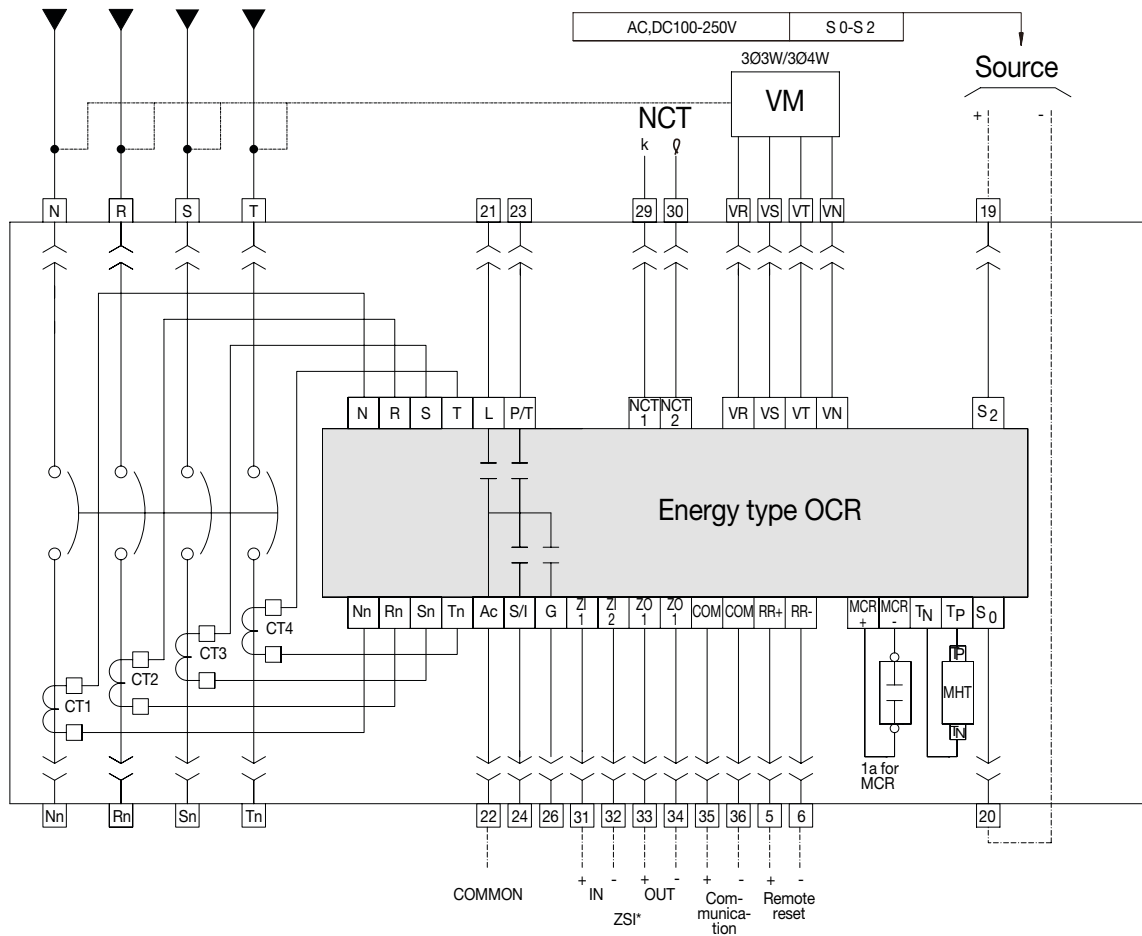 AC,DC100-250V S 0-S 2
3Ø3W/3Ø4W
Source
VM
NCT
k ℓ
+ -
N R S T 21 23 29 30 VR VS VT VN 19
N R S T L P/T NCT 1 NCT 2 VR VS VT VN S2
Energy type OCR
Nn Rn Sn Tn Ac S/I G ZI 1 ZI 2 ZO 1 ZO 1 COM COM RR+ RR- MCR + MCR - TN TP S0
CT4
CT3
CT2
CT1
TP
MHT
TN
1a for
MCR
Nn Rn Sn Tn 22 24 26 31 32 33 34 35 36 5 6 20
+ - + - + - + -
COMMON IN OUT
ZSI*
Com-
munica-
tion
Remote
reset